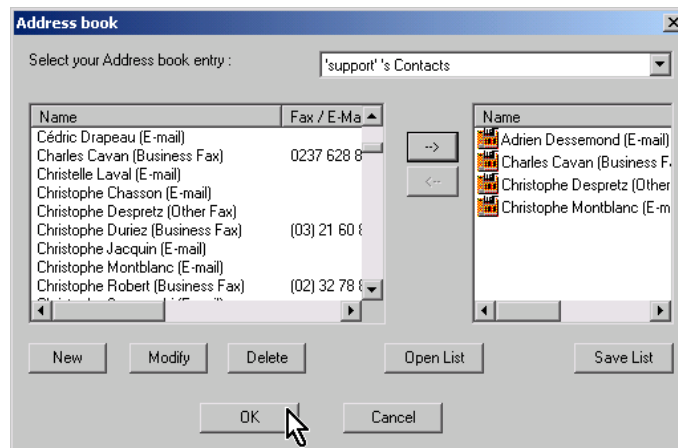 Address book
Select your Address book entry :
'support' 's Contacts
Name Fax / E-Ma
Cédric Drapeau (E-mail)
Charles Cavan (Business Fax) 0237 628 8
Christelle Laval (E-mail)
Christophe Chasson (E-mail)
Christophe Despretz (Other Fax)
Christophe Duriez (Business Fax) (03) 21 60 8
Christophe Jacquin (E-mail)
Christophe Montblanc (E-mail)
Christophe Robert (Business Fax) (02) 32 78 8
-->
<--
Name
Adrien Dessemond (E-mail)
Charles Cavan (Business F
Christophe Despretz (Other
Christophe Montblanc (E-m
New Modify Delete Open List Save List
OK Cancel